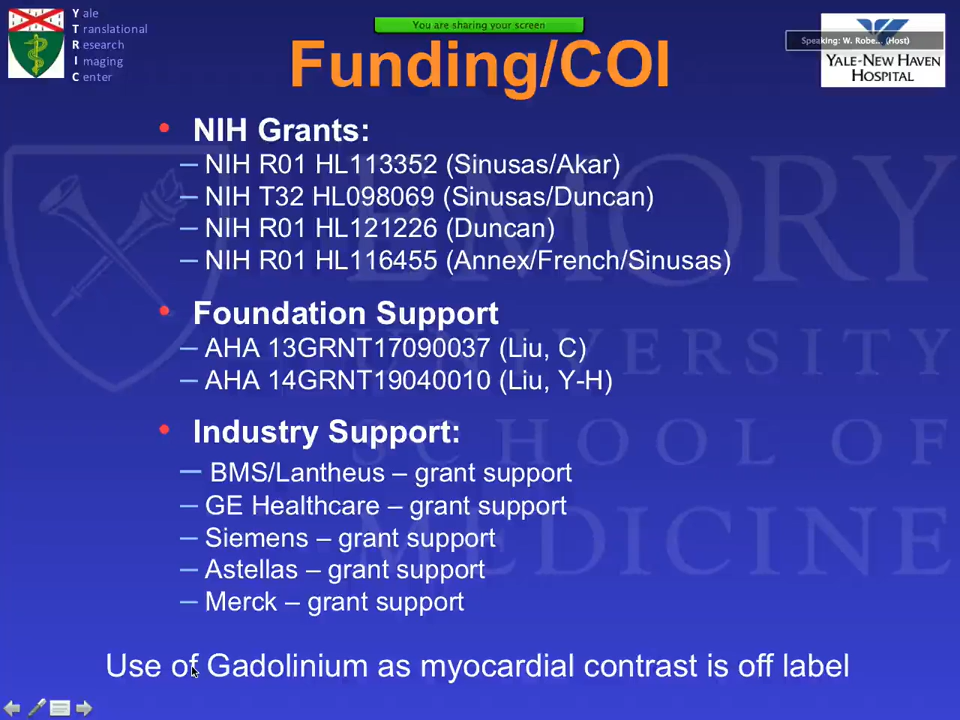 Y ale
T ranslational
R esearch
I maging
C enter
You are sharing your screen
Speaking: W. Robe... (Host)
YALE-NEW HAVEN
HOSPITAL
Funding/COI
• NIH Grants:
– NIH R01 HL113352 (Sinusas/Akar)
– NIH T32 HL098069 (Sinusas/Duncan)
– NIH R01 HL121226 (Duncan)
– NIH R01 HL116455 (Annex/French/Sinusas)
• Foundation Support
– AHA 13GRNT17090037 (Liu, C)
– AHA 14GRNT19040010 (Liu, Y-H)
• Industry Support:
– BMS/Lantheus – grant support
– GE Healthcare – grant support
– Siemens – grant support
– Astellas – grant support
– Merck – grant support
Use of Gadolinium as myocardial contrast is off label
EMORY
UNIVERSITY
SCHOOL OF
MEDICINE